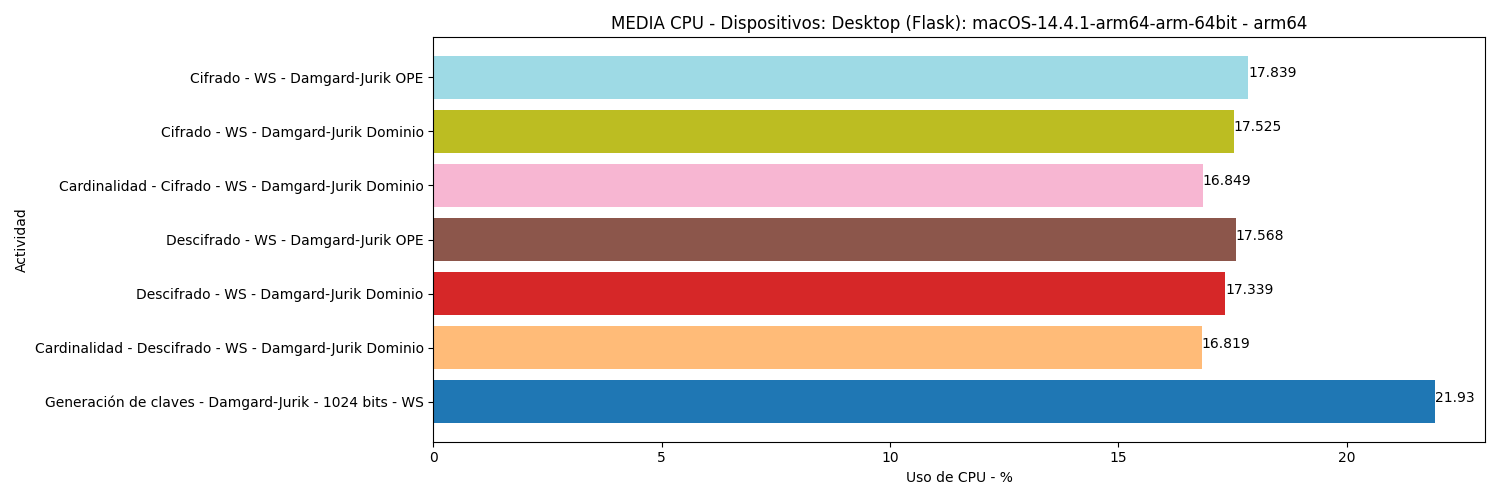 MEDIA CPU - Dispositivos: Desktop (Flask): macOS-14.4.1-arm64-arm-64bit - arm64
Cifrado - WS - Damgard-Jurik OPE
17.839
Cifrado - WS - Damgard-Jurik Dominio
17.525
Cardinalidad - Cifrado - WS - Damgard-Jurik Dominio
16.849
Descifrado - WS - Damgard-Jurik OPE
17.568
Descifrado - WS - Damgard-Jurik Dominio
17.339
Cardinalidad - Descifrado - WS - Damgard-Jurik Dominio
16.819
Generación de claves - Damgard-Jurik - 1024 bits - WS
21.93
Actividad
0 5 10 15 20
Uso de CPU - %